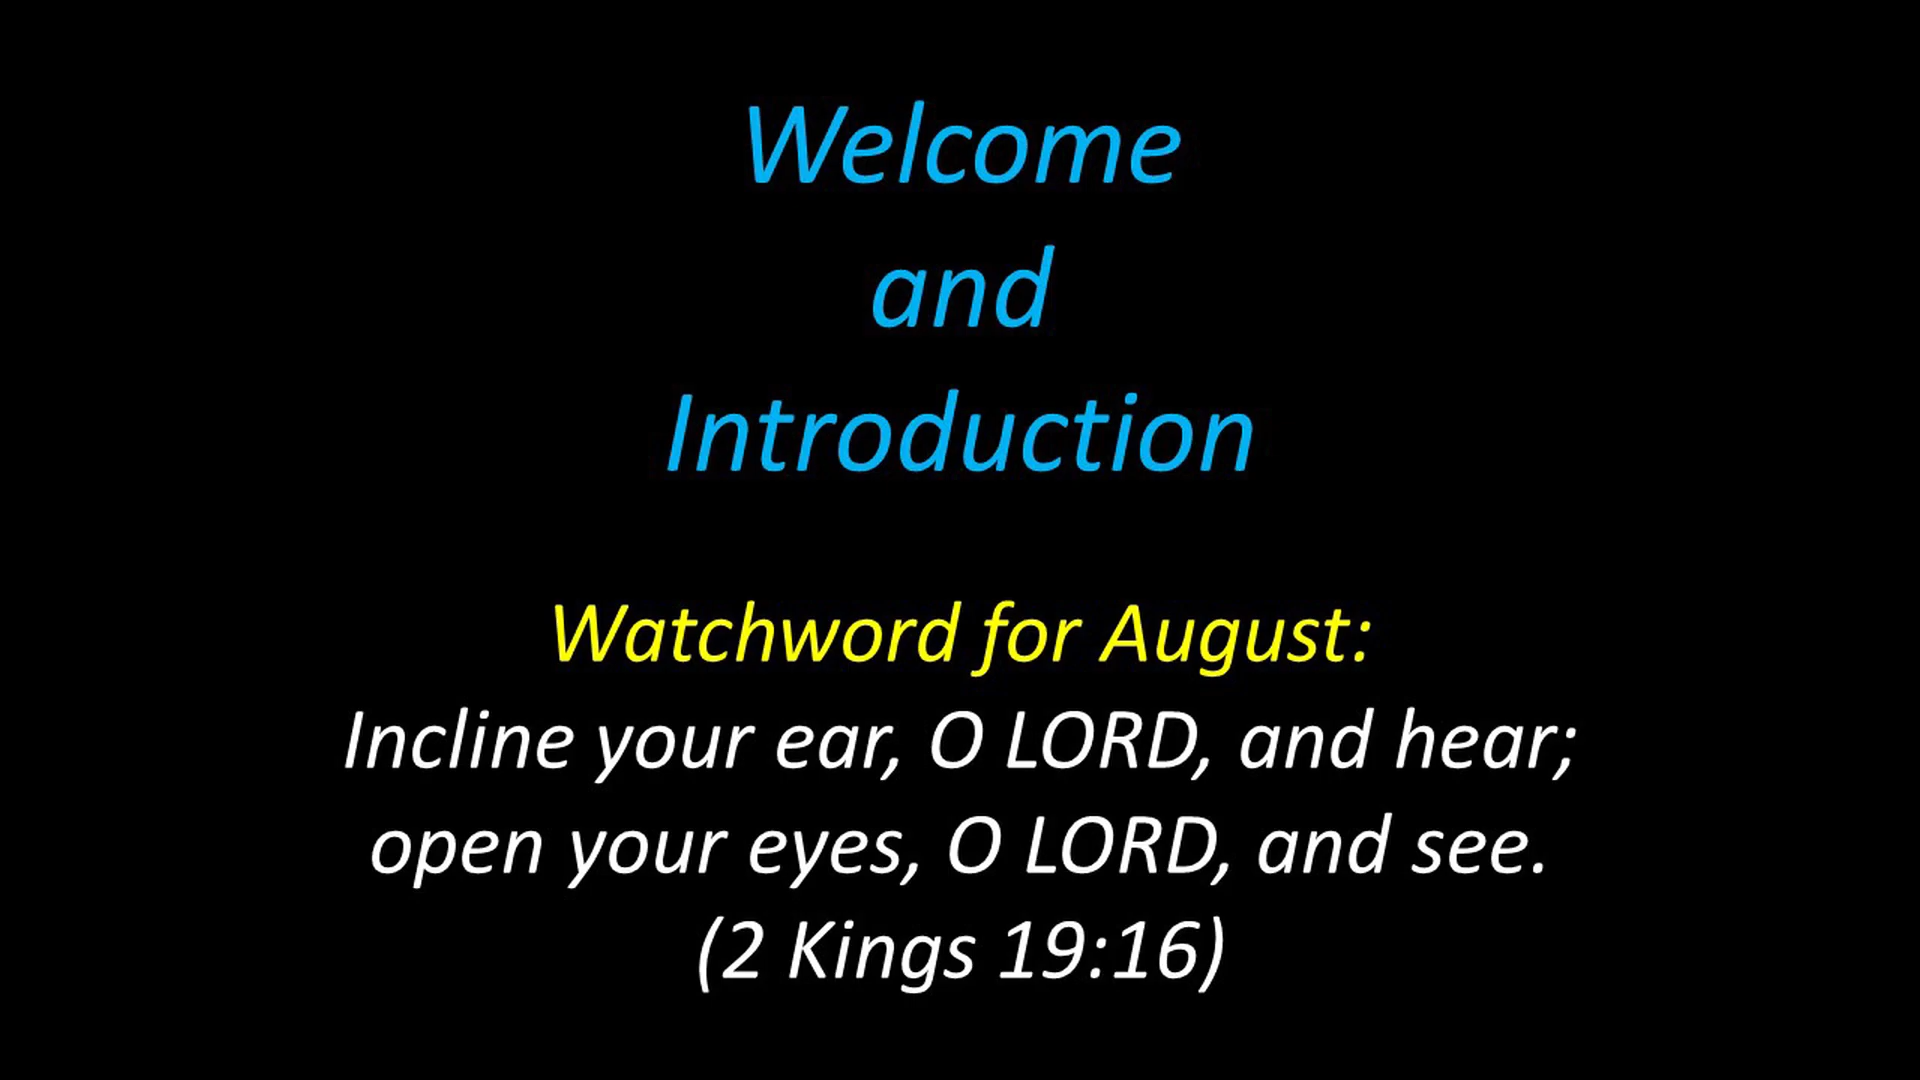 Welcome
and
Introduction
Watchword for August:
Incline your ear, O LORD, and hear;
open your eyes, O LORD, and see.
(2 Kings 19:16)